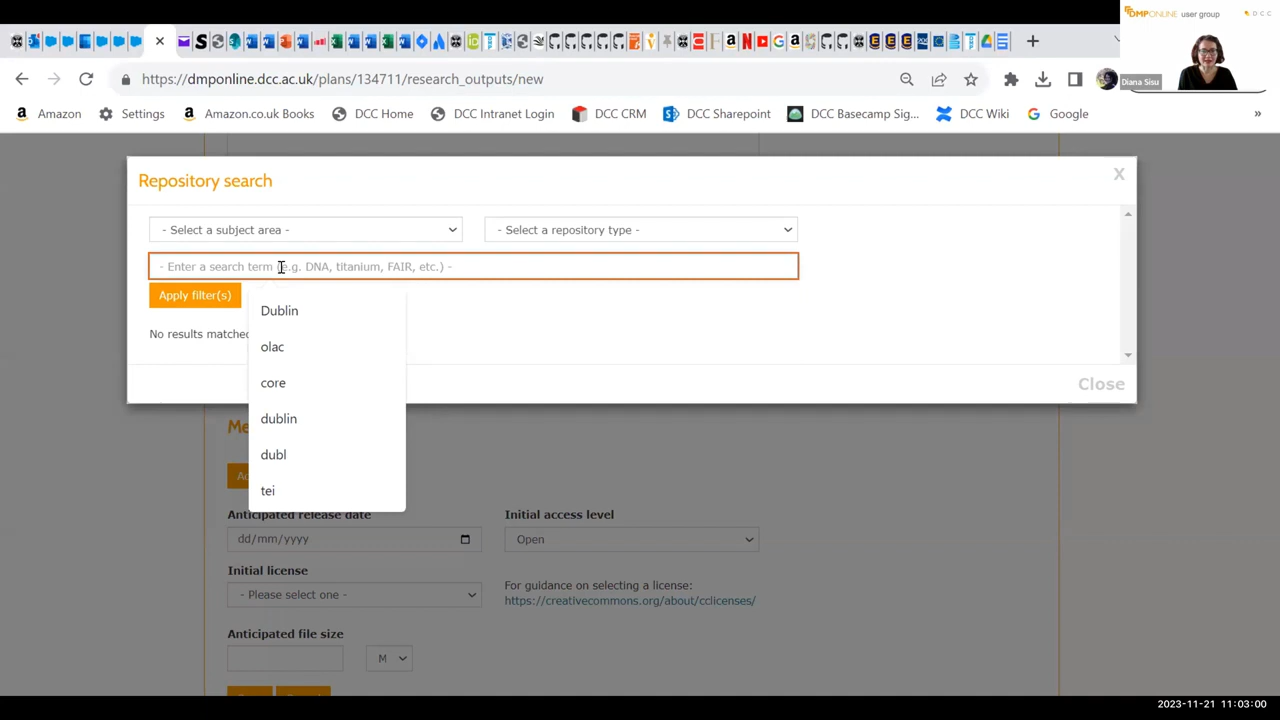 DMPONLINE user group
DCC
Diana Sisu
https://dmponline.dcc.ac.uk/plans/134711/research_outputs/new
Amazon
Settings
Amazon.co.uk Books
DCC Home
DCC Intranet Login
DCC CRM
DCC Sharepoint
DCC Basecamp Sig...
DCC Wiki
Google
»
Repository search
X
- Select a subject area -
- Select a repository type -
- Enter a search term (e.g. DNA, titanium, FAIR, etc.) -
Apply filter(s)
Dublin
No results matched
olac
core
Close
dublin
dubl
tei
Anticipated release date
Initial access level
dd/mm/yyyy
Open
Initial license
- Please select one -
For guidance on selecting a license:
https://creativecommons.org/about/cclicenses/
Anticipated file size
M
2023-11-21 11:03:00